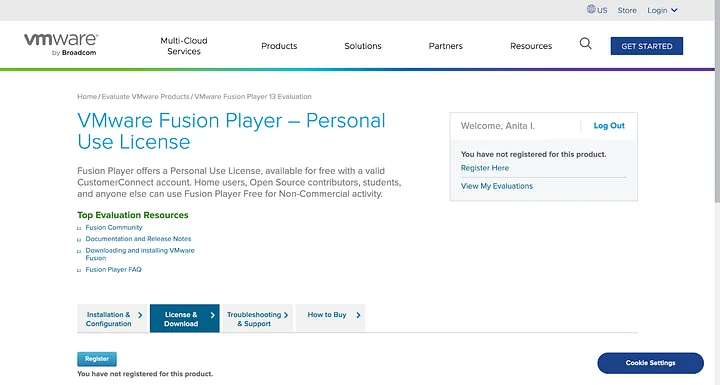 US Store Login
vmware®
by Broadcom
Multi-Cloud
Services
Products
Solutions
Partners
Resources
GET STARTED
Home / Evaluate VMware Products / VMware Fusion Player 13 Evaluation
VMware Fusion Player – Personal
Use License
Fusion Player offers a Personal Use License, available for free with a valid
CustomerConnect account. Home users, Open Source contributors, students,
and anyone else can use Fusion Player Free for Non-Commercial activity.
Top Evaluation Resources
Fusion Community
Documentation and Release Notes
Downloading and installing VMware
Fusion
Fusion Player FAQ
Welcome, Anita I.
Log Out
You have not registered for this product.
Register Here
View My Evaluations
Installation &
Configuration
License &
Download
Troubleshooting
& Support
How to Buy
Register
You have not registered for this product.
Cookie Settings